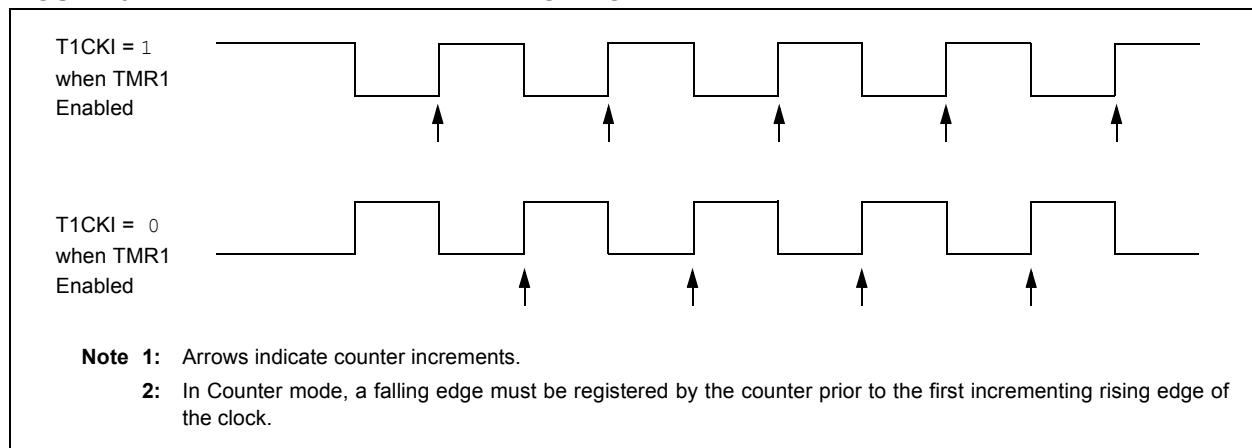 T1CKI = 1
when TMR1
Enabled
T1CKI = 0
when TMR1
Enabled
Note 1: Arrows indicate counter increments.
2: In Counter mode, a falling edge must be registered by the counter prior to the first incrementing rising edge of
the clock.